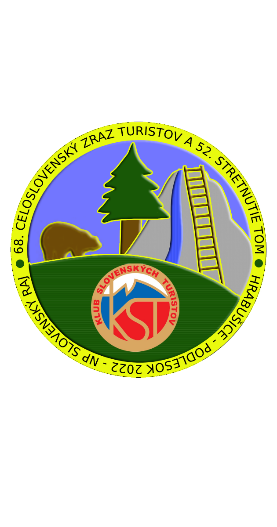 68. CELOSLOVENSKÝ ZRAZ TURISTOV A 52. STRETNUTIE TOM
• HRABUŠICE - PODLESOK 2022 - NP SLOVENSKÝ RAJ •
KLUB SLOVENSKÝCH TURISTOV
KST